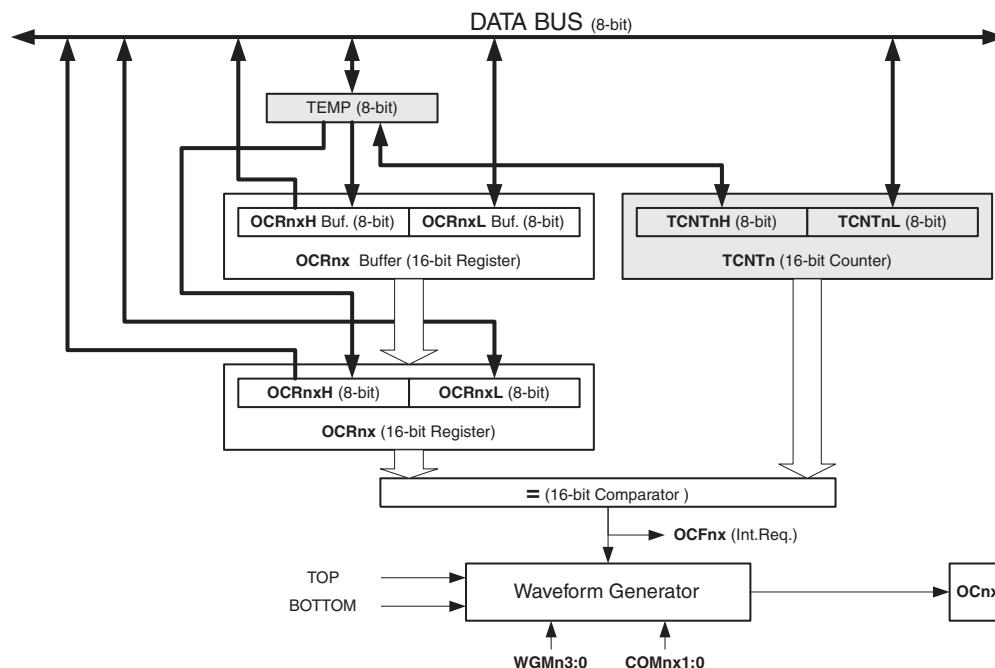 DATA BUS (8-bit)
TEMP (8-bit)
OCRnxH Buf. (8-bit) OCRnxL Buf. (8-bit) TCNTnH (8-bit) TCNTnL (8-bit)
OCRnx Buffer (16-bit Register) TCNTn (16-bit Counter)
OCRnxH (8-bit) OCRnxL (8-bit)
OCRnx (16-bit Register)
= (16-bit Comparator )
OCFnx (Int.Req.)
TOP
BOTTOM
Waveform Generator OCnx
WGMn3:0 COMnx1:0